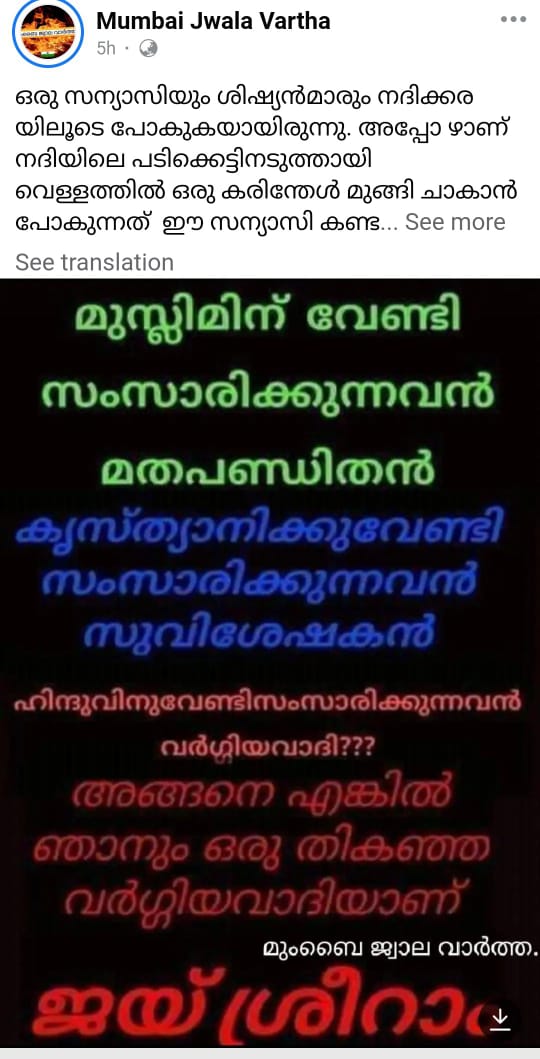 Mumbai Jwala Vartha
5h ·
ഒരു സന്യാസിയും ശിഷ്യൻമാരും നദിക്കര
യിലൂടെ പോകുകയായിരുന്നു. അപ്പോ ഴാണ്
നദിയിലെ പടിക്കെട്ടിനടുത്തായി
വെള്ളത്തിൽ ഒരു കരിന്തേൾ മുങ്ങി ചാകാൻ
പോകുന്നത് ഈ സന്യാസി കണ്ട... See more
See translation
മുസ്ലിമിന് വേണ്ടി
സംസാരിക്കുന്നവൻ
മതപണ്ഡിതൻ
കൃസ്ത്യാനിക്കുവേണ്ടി
സംസാരിക്കുന്നവൻ
സുവിശേഷകൻ
ഹിന്ദുവിനുവേണ്ടിസംസാരിക്കുന്നവൻ
വർഗ്ഗിയവാദി???
അങ്ങനെ എങ്കിൽ
ഞാനും ഒരു തികഞ്ഞ
വർഗ്ഗിയവാദിയാണ്
മുംബൈ ജ്വാല വാർത്ത.
ജയ് ശ്രീറാം